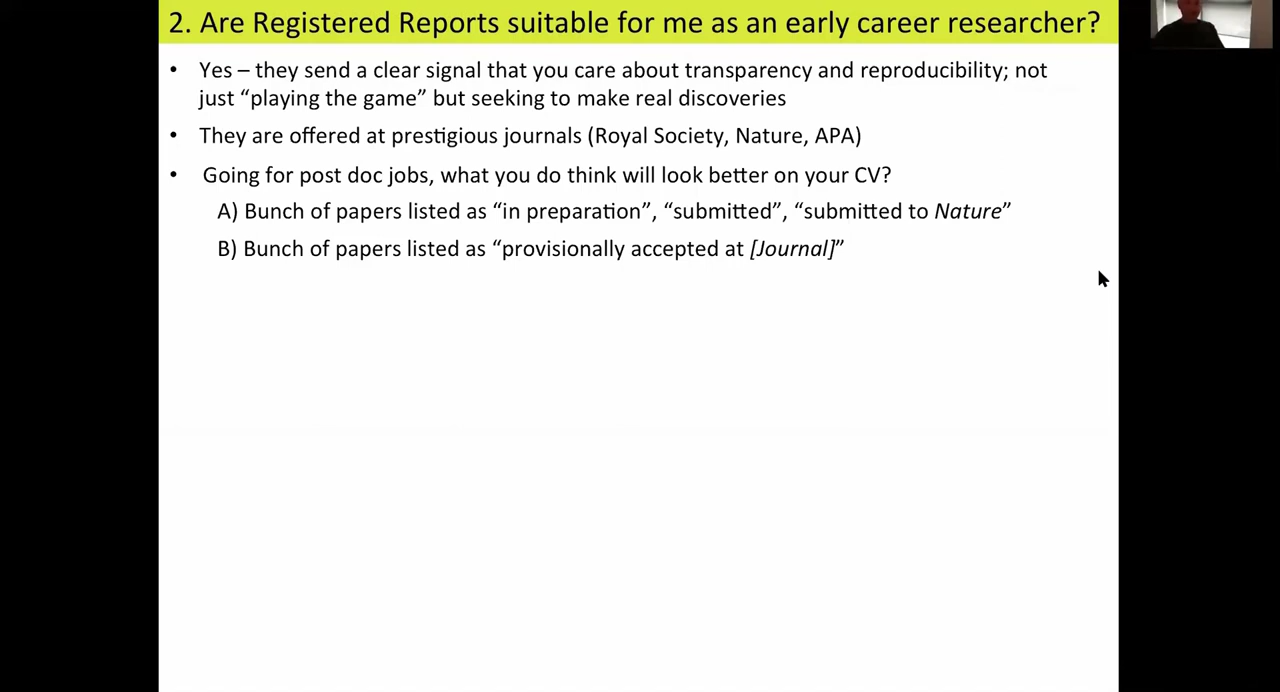 2. Are Registered Reports suitable for me as an early career researcher?
• Yes – they send a clear signal that you care about transparency and reproducibility; not
just “playing the game” but seeking to make real discoveries
• They are offered at prestigious journals (Royal Society, Nature, APA)
• Going for post doc jobs, what you do think will look better on your CV?
A) Bunch of papers listed as “in preparation”, “submitted”, “submitted to Nature”
B) Bunch of papers listed as “provisionally accepted at [Journal]”